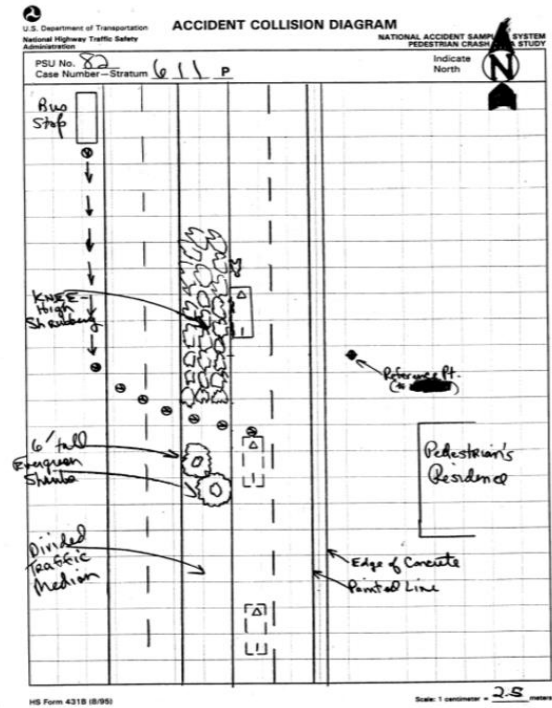 U.S. Department of Transportation
National Highway Traffic Safety
Administration
ACCIDENT COLLISION DIAGRAM
NATIONAL ACCIDENT SYSTEM
PEDESTRIAN CRASH STUDY
PSU No. 82
Case Number—Stratum 6 1 1 P
Indicate
North
N
Bus
Stop
KNEE-
High
Shrubbery
Reference Pt.
6' tall
Evergreen
Shrubs
Pedestrian's
Residence
Divided
Traffic
Median
Edge of Concrete
Painted Line
HS Form 431B (8/95)
Scale: 1 centimeter = 2.5 meters